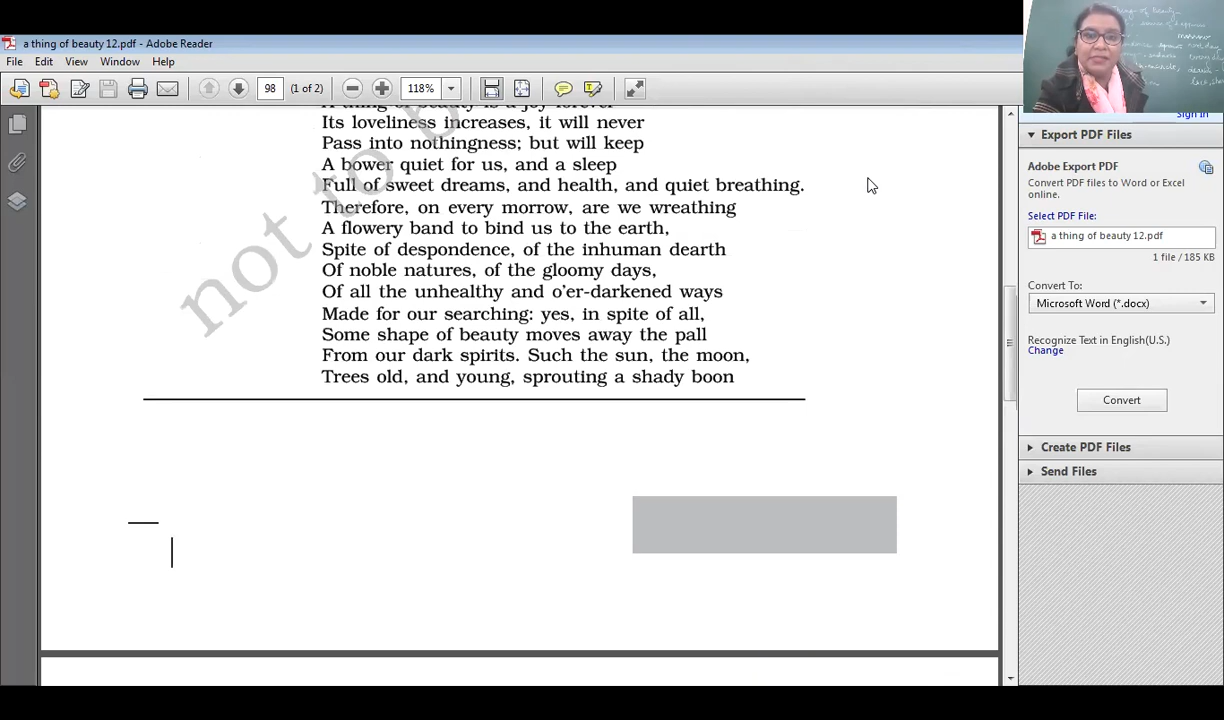 a thing of beauty 12.pdf - Adobe Reader
File Edit View Window Help
98 (1 of 2) 118%
Sign In
A thing of beauty is a joy forever
Its loveliness increases, it will never
Pass into nothingness; but will keep
A bower quiet for us, and a sleep
Full of sweet dreams, and health, and quiet breathing.
Therefore, on every morrow, are we wreathing
A flowery band to bind us to the earth,
Spite of despondence, of the inhuman dearth
Of noble natures, of the gloomy days,
Of all the unhealthy and o'er-darkened ways
Made for our searching: yes, in spite of all,
Some shape of beauty moves away the pall
From our dark spirits. Such the sun, the moon,
Trees old, and young, sprouting a shady boon
not to b
Export PDF Files
Adobe Export PDF
Convert PDF files to Word or Excel
online.
Select PDF File:
a thing of beauty 12.pdf
1 file / 185 KB
Convert To:
Microsoft Word (*.docx)
Recognize Text in English(U.S.)
Change
Convert
Create PDF Files
Send Files
Thing of Beauty